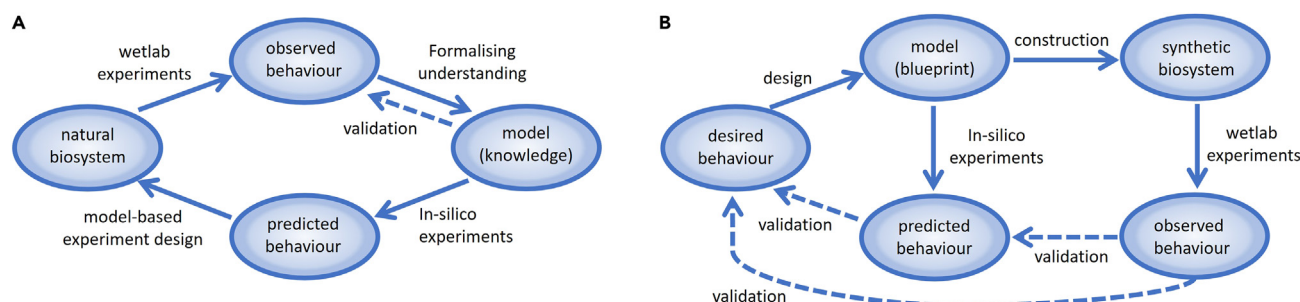 A
wetlab
experiments
observed
behaviour
Formalising
understanding
validation
natural
biosystem
model
(knowledge)
model-based
experiment design
predicted
behaviour
In-silico
experiments
B
design
model
(blueprint)
construction
synthetic
biosystem
desired
behaviour
In-silico
experiments
wetlab
experiments
validation
predicted
behaviour
validation
observed
behaviour
validation